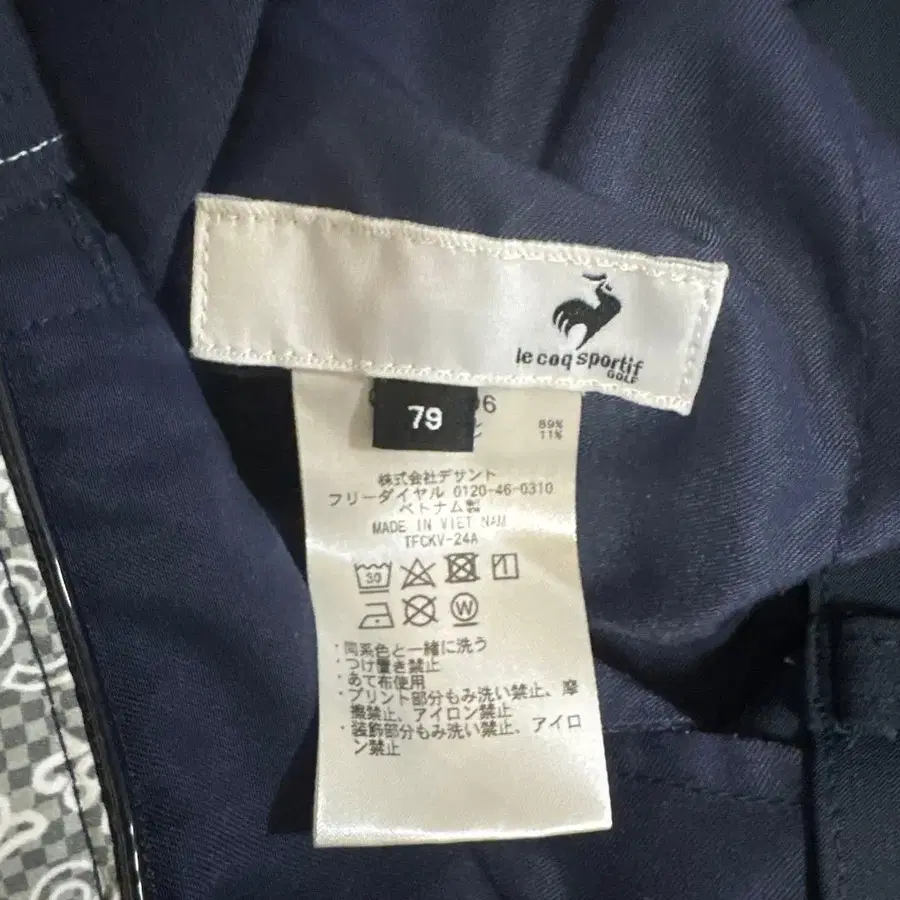 le coq sportif
GOLF
79
06
89%
11%
株式会社デサント
フリーダイヤル 0120-46-0310
ベトナム製
MADE IN VIET NAM
TFCKV-24A
30
W
・同系色と一緒に洗う
・つけ置き禁止
・あて布使用
・プリント部分もみ洗い禁止、摩
擦禁止、アイロン禁止
・装飾部分もみ洗い禁止、アイロ
ン禁止